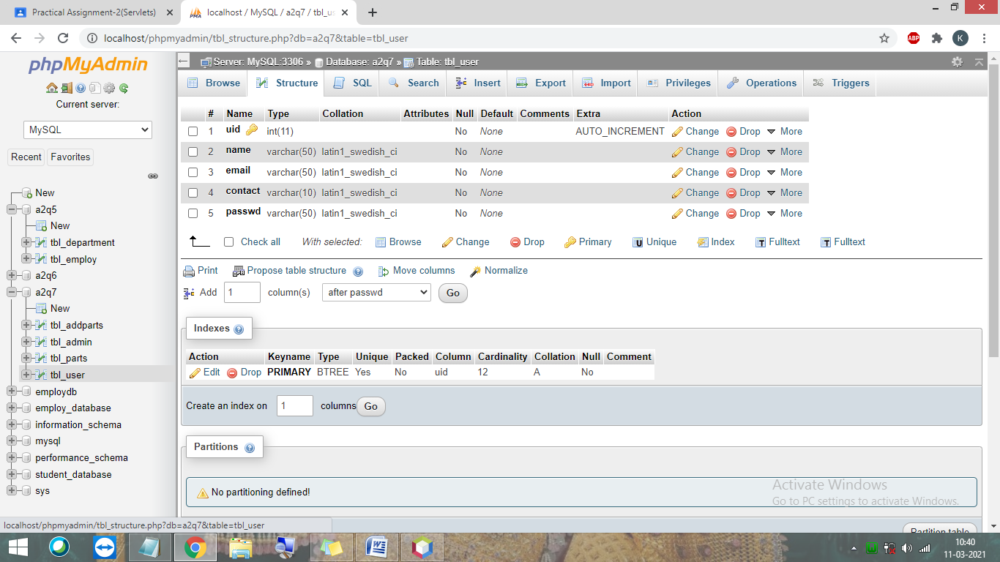 Practical Assignment-2(Servlets)
localhost / MySQL / a2q7 / tbl_us
localhost/phpmyadmin/tbl_structure.php?db=a2q7&table=tbl_user
ABP
K
phpMyAdmin
Current server:
MySQL
Recent Favorites
New
a2q5
New
tbl_department
tbl_employ
a2q6
a2q7
New
tbl_addparts
tbl_admin
tbl_parts
tbl_user
employdb
employ_database
information_schema
mysql
performance_schema
student_database
sys
localhost/phpmyadmin/tbl_structure.php?db=a2q7&table=tbl_user
Server: MySQL:3306 » Database: a2q7 » Table: tbl_user
Browse Structure SQL Search Insert Export Import Privileges Operations Triggers
# Name Type Collation Attributes Null Default Comments Extra Action
1 uid int(11) No None AUTO_INCREMENT Change Drop More
2 name varchar(50) latin1_swedish_ci No None Change Drop More
3 email varchar(50) latin1_swedish_ci No None Change Drop More
4 contact varchar(10) latin1_swedish_ci No None Change Drop More
5 passwd varchar(50) latin1_swedish_ci No None Change Drop More
Check all With selected: Browse Change Drop Primary Unique Index Fulltext Fulltext
Print Propose table structure Move columns Normalize
Add 1 column(s) after passwd Go
Indexes
Action Keyname Type Unique Packed Column Cardinality Collation Null Comment
Edit Drop PRIMARY BTREE Yes No uid 12 A No
Create an index on 1 columns Go
Partitions
No partitioning defined!
Activate Windows
Go to PC settings to activate Windows.
Partition table
10:40
11-03-2021